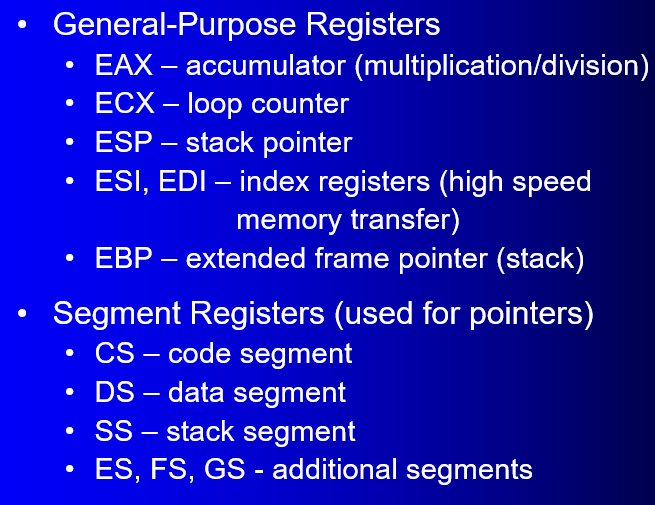 • General-Purpose Registers
• EAX – accumulator (multiplication/division)
• ECX – loop counter
• ESP – stack pointer
• ESI, EDI – index registers (high speed
memory transfer)
• EBP – extended frame pointer (stack)
• Segment Registers (used for pointers)
• CS – code segment
• DS – data segment
• SS – stack segment
• ES, FS, GS - additional segments